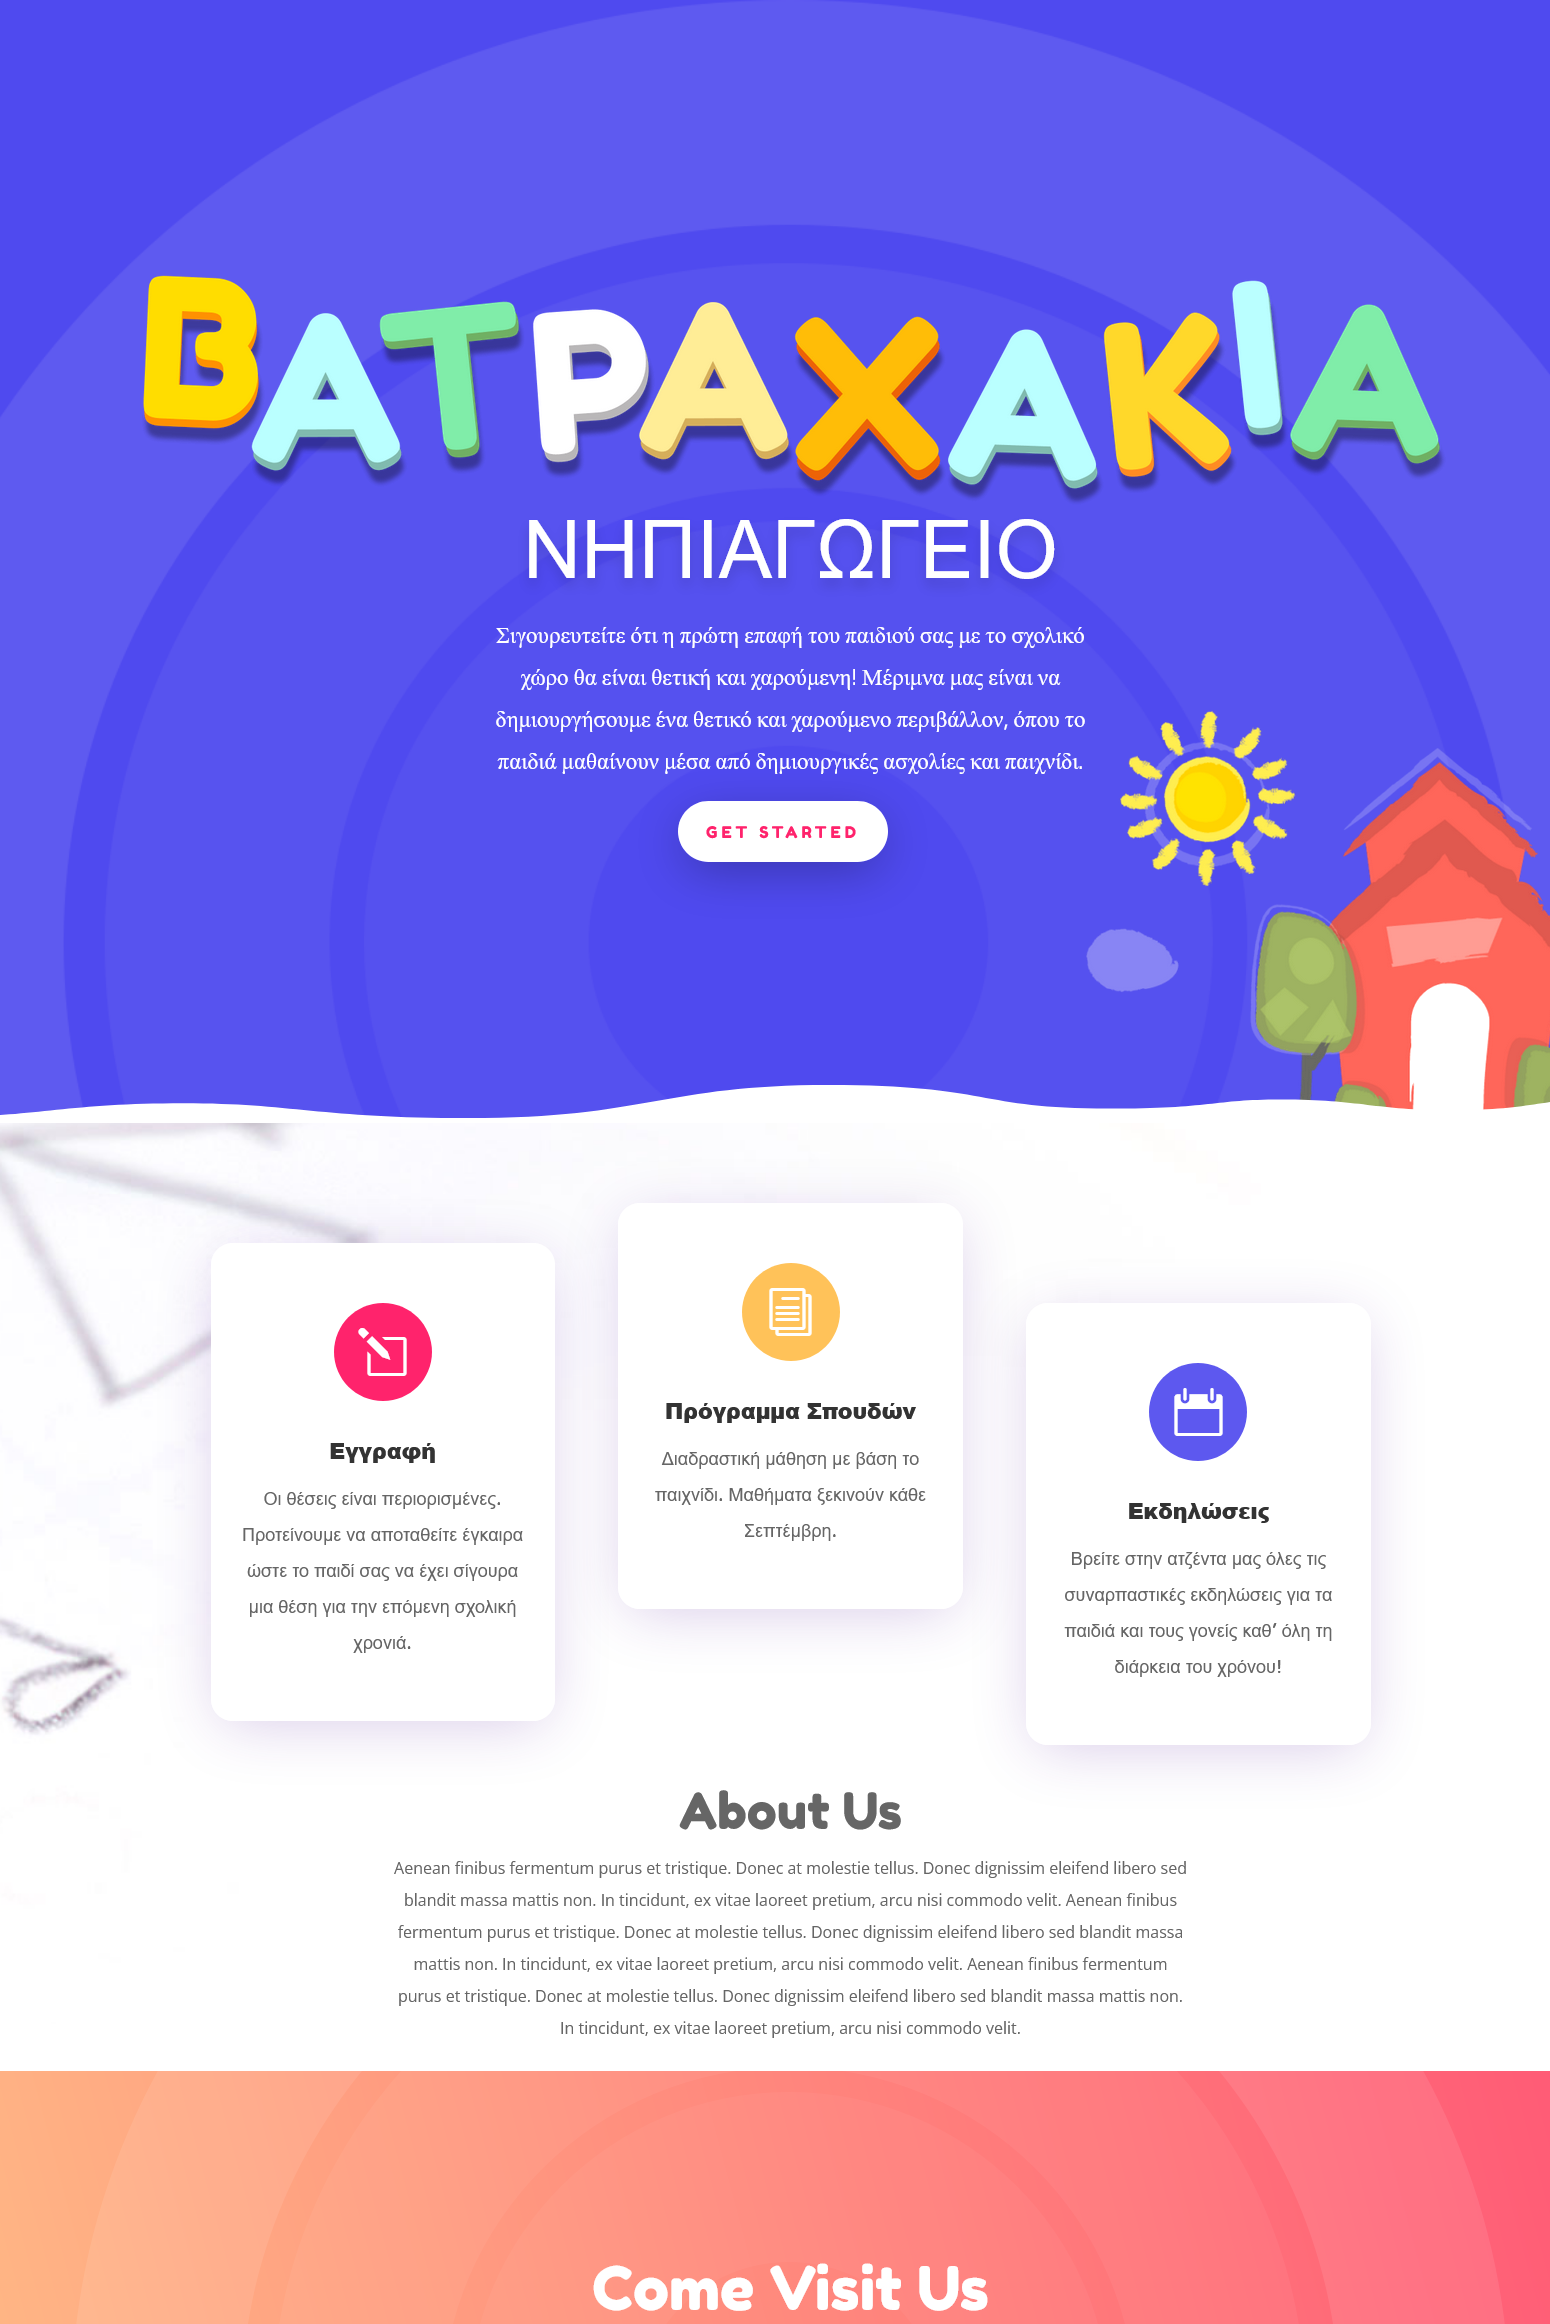 ΒΑΤΡΑΧΑΚΙΑ
ΝΗΠΙΑΓΩΓΕΙΟ
Σιγουρευτείτε ότι η πρώτη επαφή του παιδιού σας με το σχολικό
χώρο θα είναι θετική και χαρούμενη! Μέριμνα μας είναι να
δημιουργήσουμε ένα θετικό και χαρούμενο περιβάλλον, όπου το
παιδιά μαθαίνουν μέσα από δημιουργικές ασχολίες και παιχνίδι.
GET STARTED
Εγγραφή
Οι θέσεις είναι περιορισμένες.
Προτείνουμε να αποταθείτε έγκαιρα
ώστε το παιδί σας να έχει σίγουρα
μια θέση για την επόμενη σχολική
χρονιά.
Πρόγραμμα Σπουδών
Διαδραστική μάθηση με βάση το
παιχνίδι. Μαθήματα ξεκινούν κάθε
Σεπτέμβρη.
Εκδηλώσεις
Βρείτε στην ατζέντα μας όλες τις
συναρπαστικές εκδηλώσεις για τα
παιδιά και τους γονείς καθ’ όλη τη
διάρκεια του χρόνου!
About Us
Aenean finibus fermentum purus et tristique. Donec at molestie tellus. Donec dignissim eleifend libero sed
blandit massa mattis non. In tincidunt, ex vitae laoreet pretium, arcu nisi commodo velit. Aenean finibus
fermentum purus et tristique. Donec at molestie tellus. Donec dignissim eleifend libero sed blandit massa
mattis non. In tincidunt, ex vitae laoreet pretium, arcu nisi commodo velit. Aenean finibus fermentum
purus et tristique. Donec at molestie tellus. Donec dignissim eleifend libero sed blandit massa mattis non.
In tincidunt, ex vitae laoreet pretium, arcu nisi commodo velit.
Come Visit Us